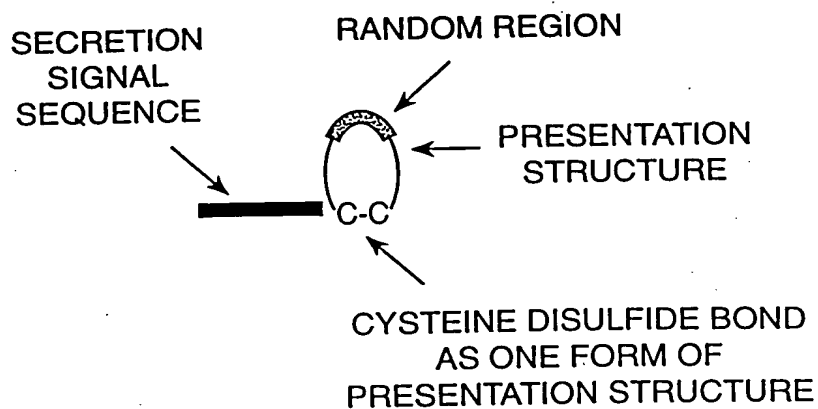 SECRETION
SIGNAL
SEQUENCE
RANDOM REGION
PRESENTATION
STRUCTURE
C-C
CYSTEINE DISULFIDE BOND
AS ONE FORM OF
PRESENTATION STRUCTURE